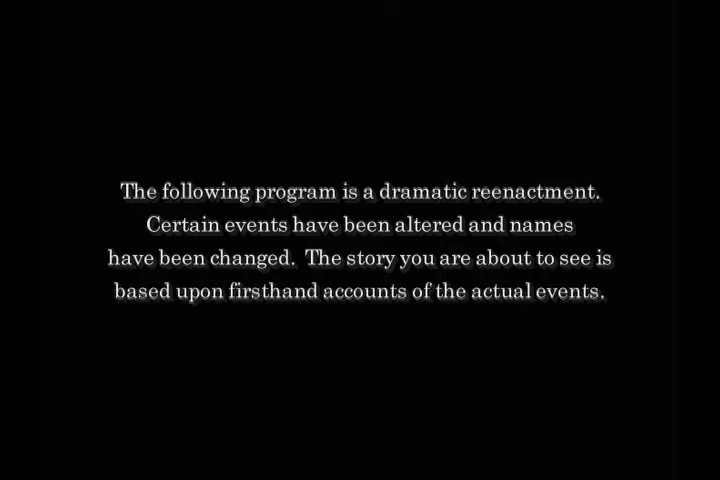 The following program is a dramatic reenactment.
Certain events have been altered and names
have been changed.  The story you are about to see is
based upon firsthand accounts of the actual events.